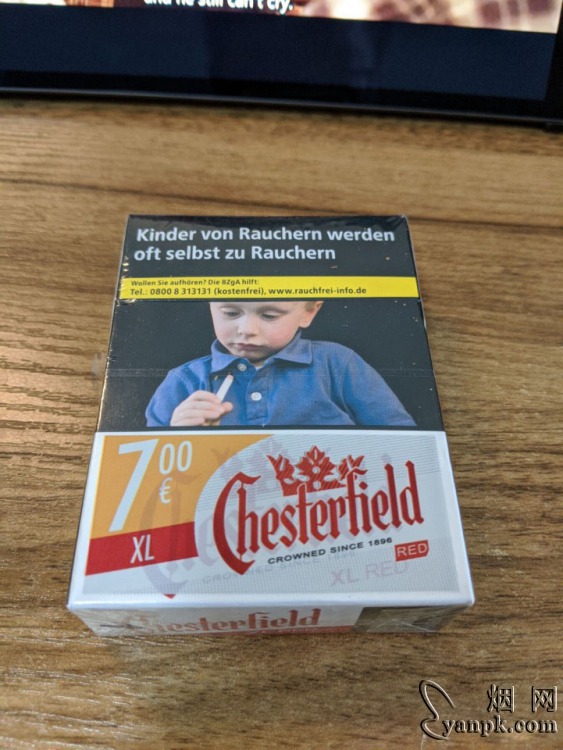 and he still can't cry.
Kinder von Rauchern werden
oft selbst zu Rauchern
Wollen Sie aufhören? Die BZgA hilft:
Tel.: 0800 8 313131 (kostenfrei), www.rauchfrei-info.de
7 00
€
XL
Chesterfield
CROWNED SINCE 1896
RED
XL RED
Chesterfield
烟网
yanpk.com